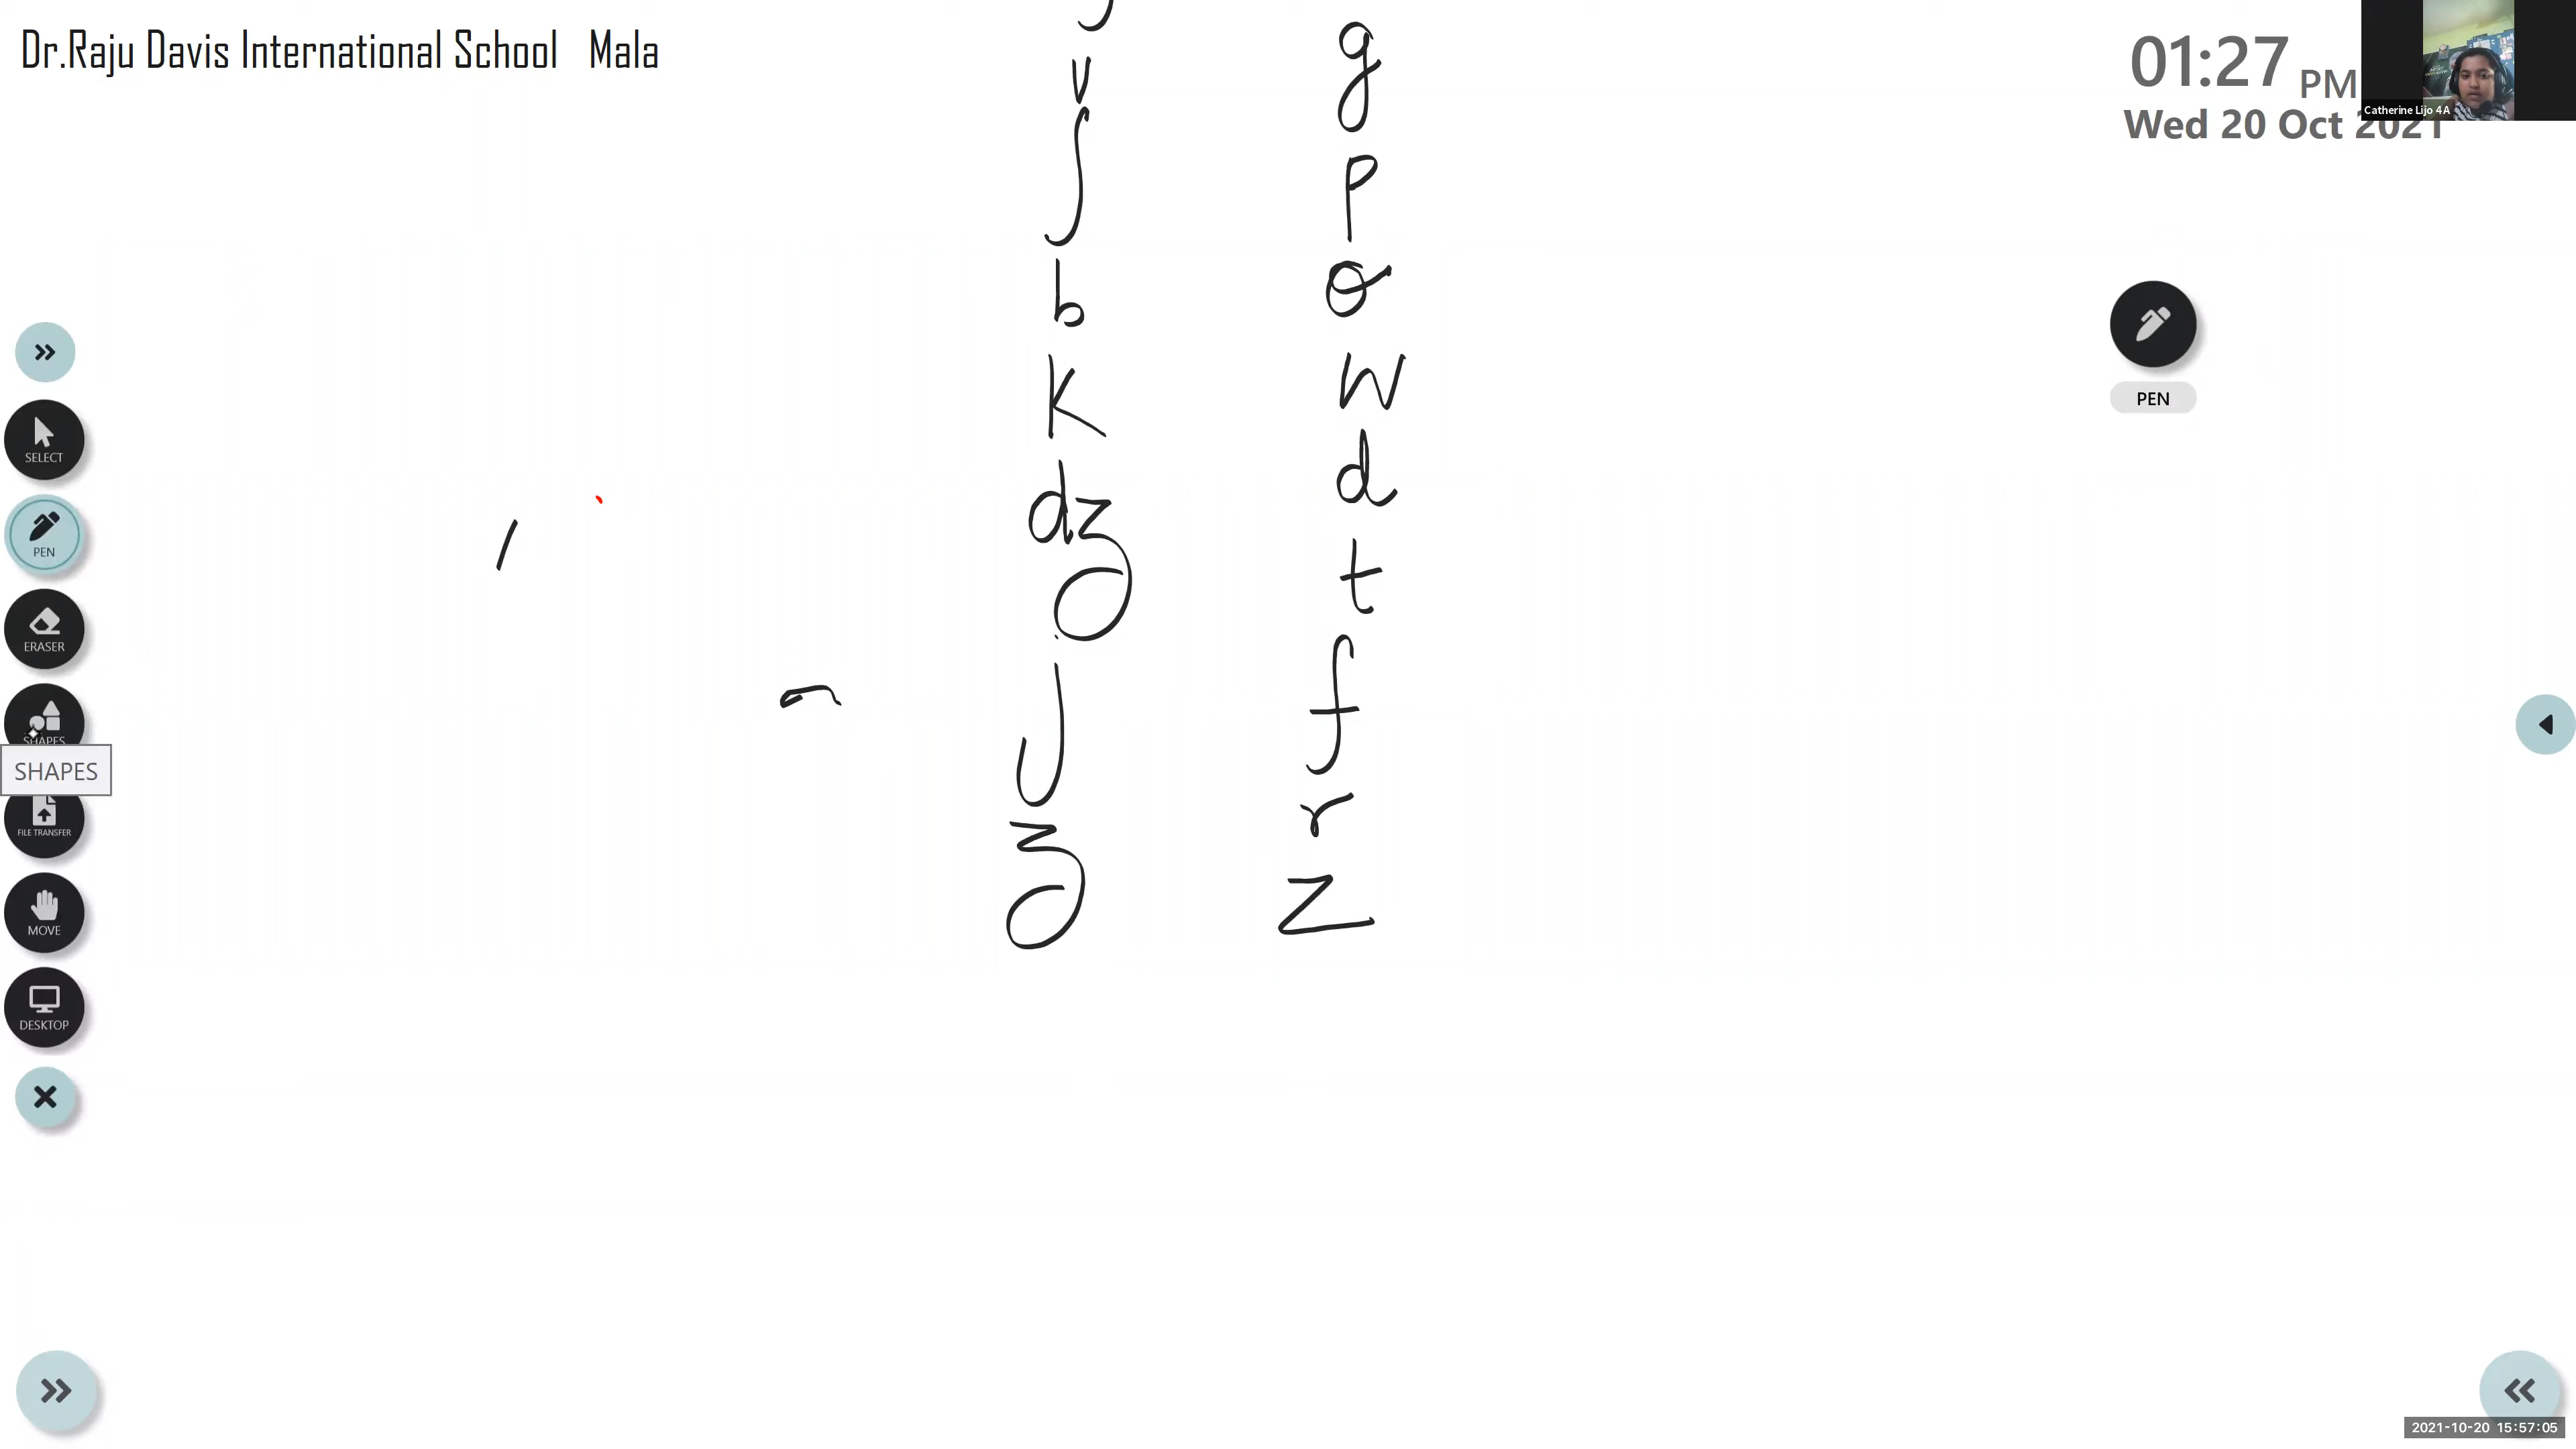 Dr.Raju Davis International School Mala
01:27 PM
Wed 20 Oct 2021
Catherine Lijo 4A
g
v
ʃ p
b θ
k w
dʒ d
t
j f
r
ʒ z
SELECT
PEN
PEN
ERASER
SHAPES
SHAPES
FILE TRANSFER
MOVE
DESKTOP
2021-10-20 15:57:05